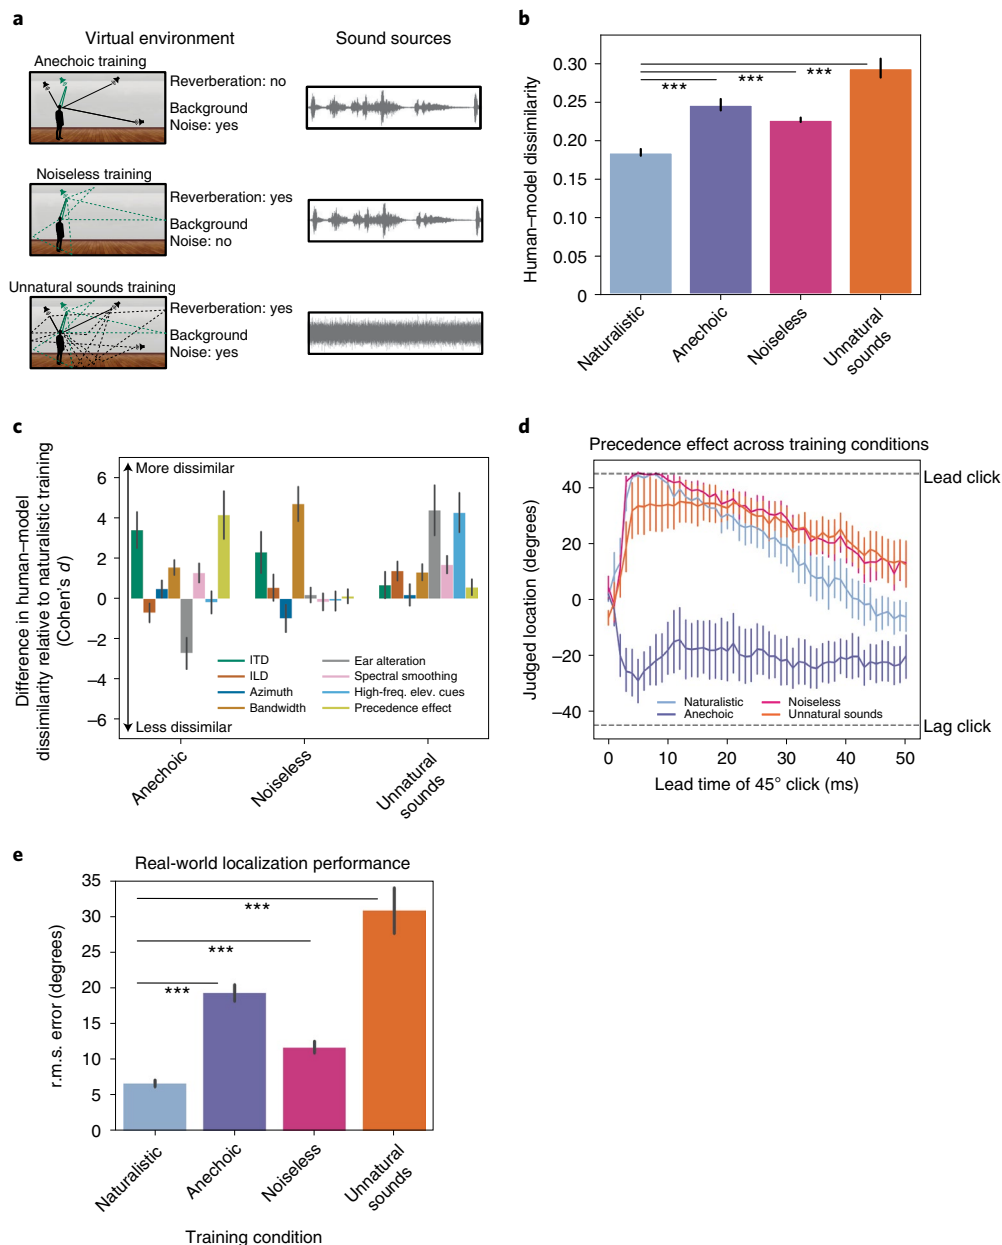 a
Virtual environment
Sound sources
Anechoic training
Reverberation: no
Background
Noise: yes
Noiseless training
Reverberation: yes
Background
Noise: no
Unnatural sounds training
Reverberation: yes
Background
Noise: yes
b
Human–model dissimilarity
0.30
0.25
0.20
0.15
0.10
0.05
0
***
***
***
Naturalistic
Anechoic
Noiseless
Unnatural
sounds
c
Difference in human–model
dissimilarity relative to naturalistic training
(Cohen's d)
More dissimilar
6
4
2
0
–2
–4
–6
Less dissimilar
ITD
ILD
Azimuth
Bandwidth
Ear alteration
Spectral smoothing
High-freq. elev. cues
Precedence effect
Anechoic
Noiseless
Unnatural
sounds
d
Precedence effect across training conditions
Judged location (degrees)
40
20
0
–20
–40
Lead click
Lag click
Naturalistic
Anechoic
Noiseless
Unnatural sounds
0
10
20
30
40
50
Lead time of 45° click (ms)
e
Real-world localization performance
r.m.s. error (degrees)
35
30
25
20
15
10
5
0
***
***
***
Naturalistic
Anechoic
Noiseless
Unnatural
sounds
Training condition